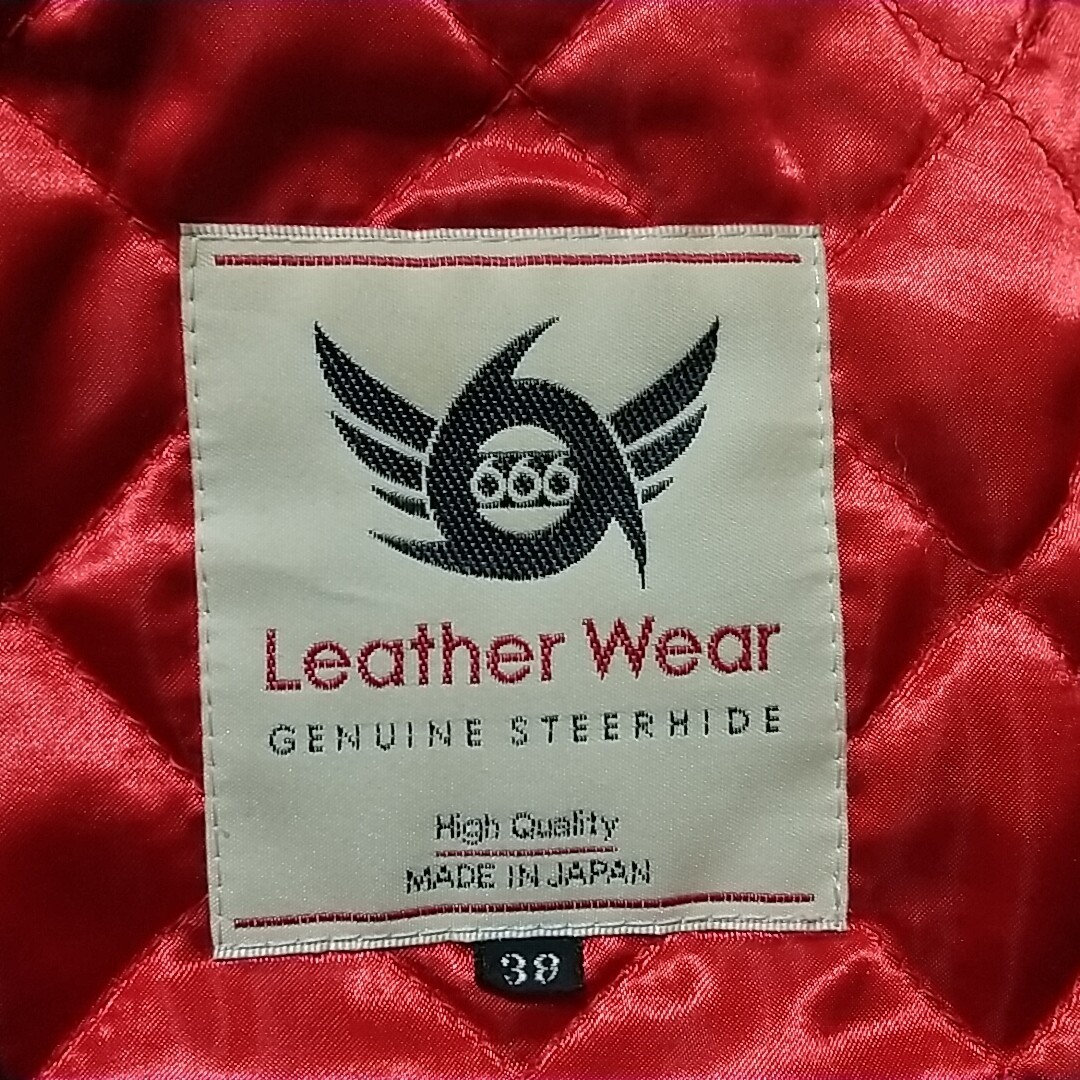 666
Leather Wear
GENUINE STEERHIDE
High Quality
MADE IN JAPAN
38